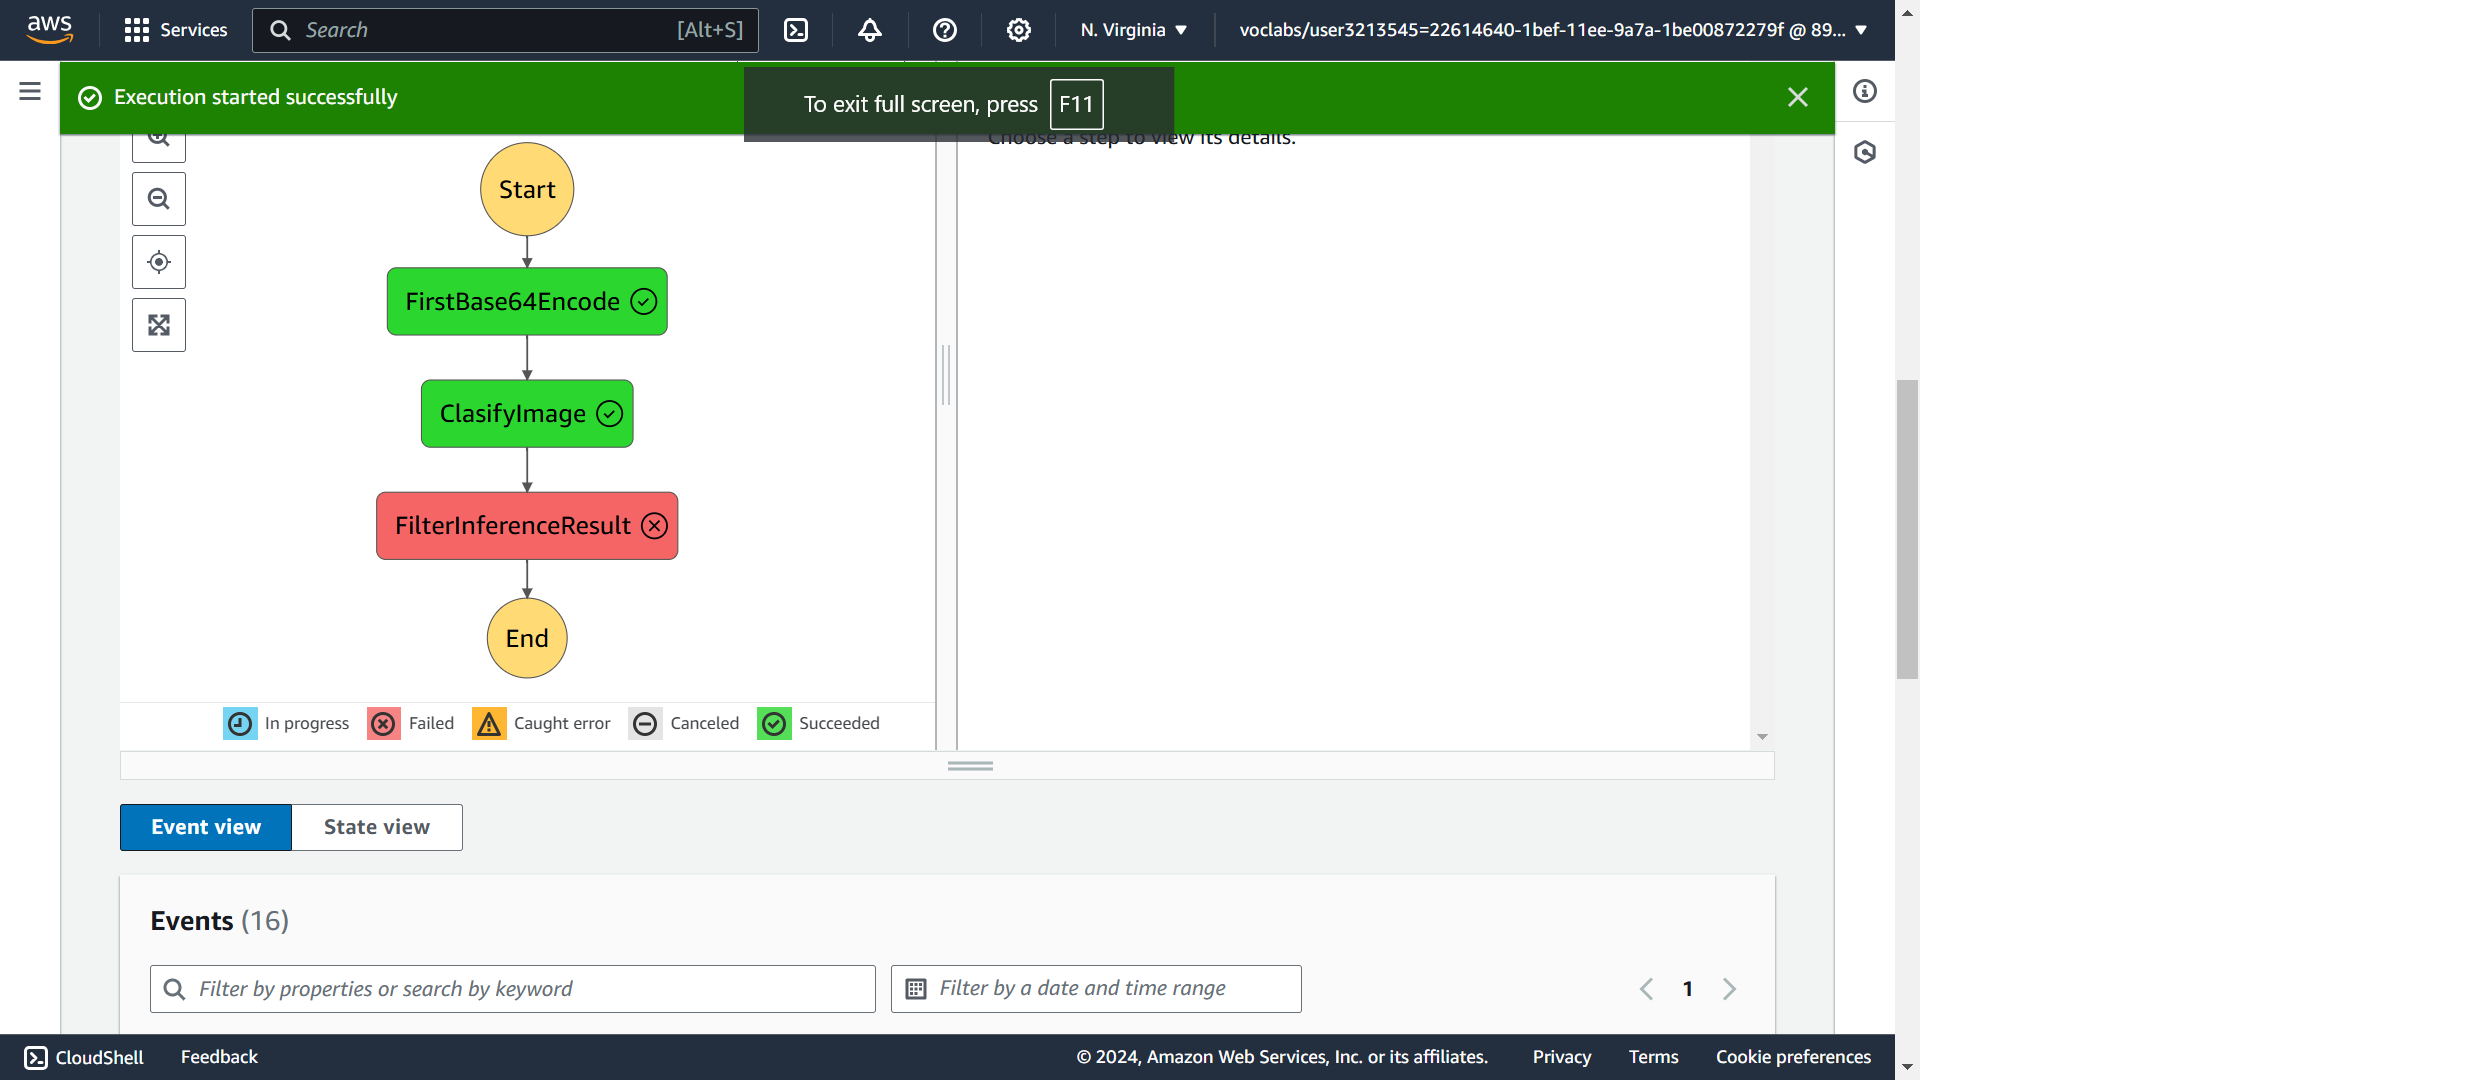 aws
Services
Search
[Alt+S]
N. Virginia
voclabs/user3213545=22614640-1bef-11ee-9a7a-1be00872279f @ 89...
Execution started successfully
To exit full screen, press F11
Choose a step to view its details.
Start
FirstBase64Encode
ClasifyImage
FilterInferenceResult
End
In progress
Failed
Caught error
Canceled
Succeeded
Event view
State view
Events (16)
Filter by properties or search by keyword
Filter by a date and time range
1
CloudShell
Feedback
© 2024, Amazon Web Services, Inc. or its affiliates.
Privacy
Terms
Cookie preferences